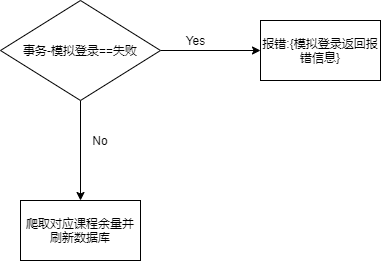 事务-模拟登录==失败
Yes
报错:{模拟登录返回报
错信息}
No
爬取对应课程余量并
刷新数据库